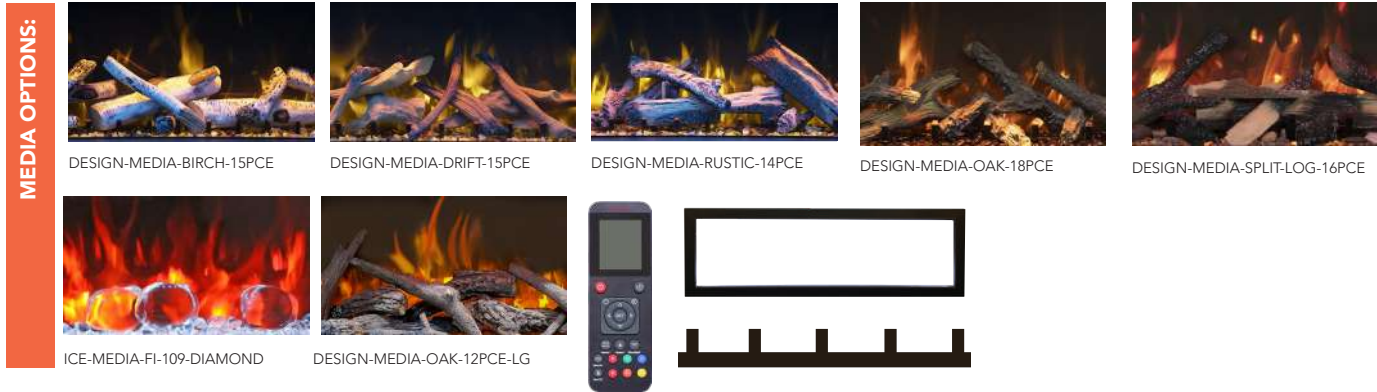 MEDIA OPTIONS:
DESIGN-MEDIA-BIRCH-15PCE
DESIGN-MEDIA-DRIFT-15PCE
DESIGN-MEDIA-RUSTIC-14PCE
DESIGN-MEDIA-OAK-18PCE
DESIGN-MEDIA-SPLIT-LOG-16PCE
ICE-MEDIA-FI-109-DIAMOND
DESIGN-MEDIA-OAK-12PCE-LG